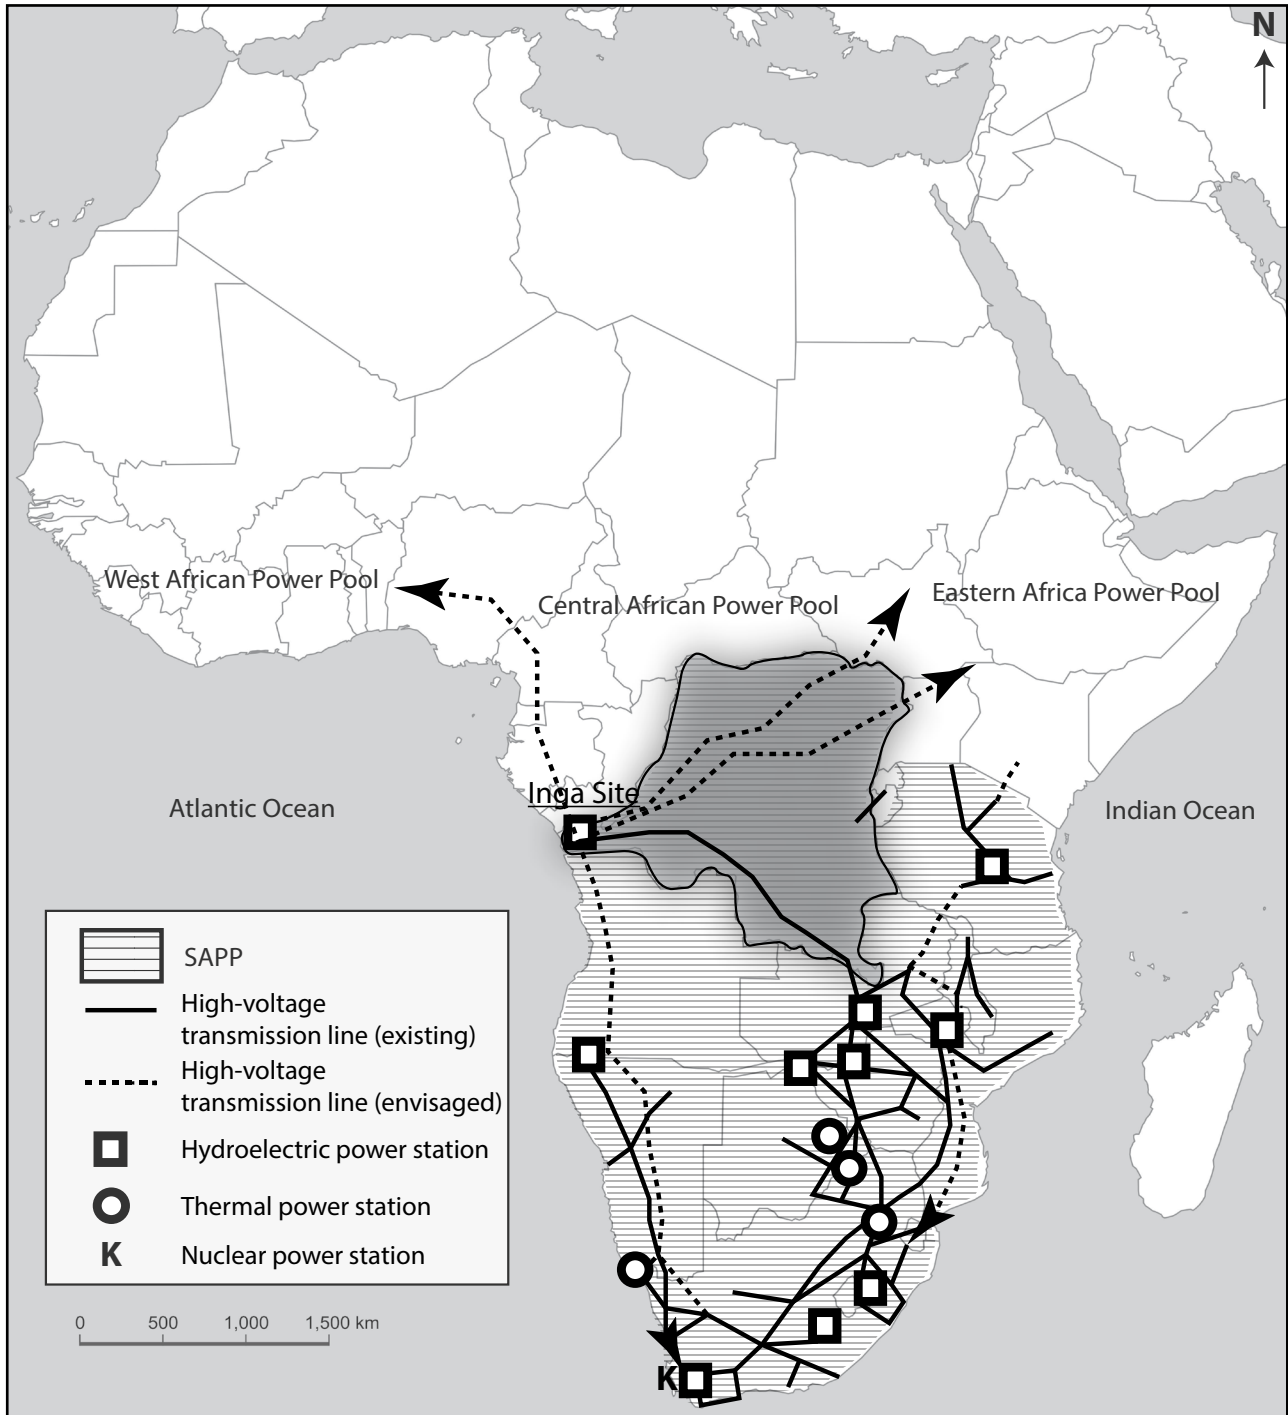 N
West African Power Pool
Central African Power Pool
Eastern Africa Power Pool
Inga Site
Atlantic Ocean
Indian Ocean
SAPP
High-voltage
transmission line (existing)
High-voltage
transmission line (envisaged)
Hydroelectric power station
Thermal power station
K Nuclear power station
0 500 1,000 1,500 km
K